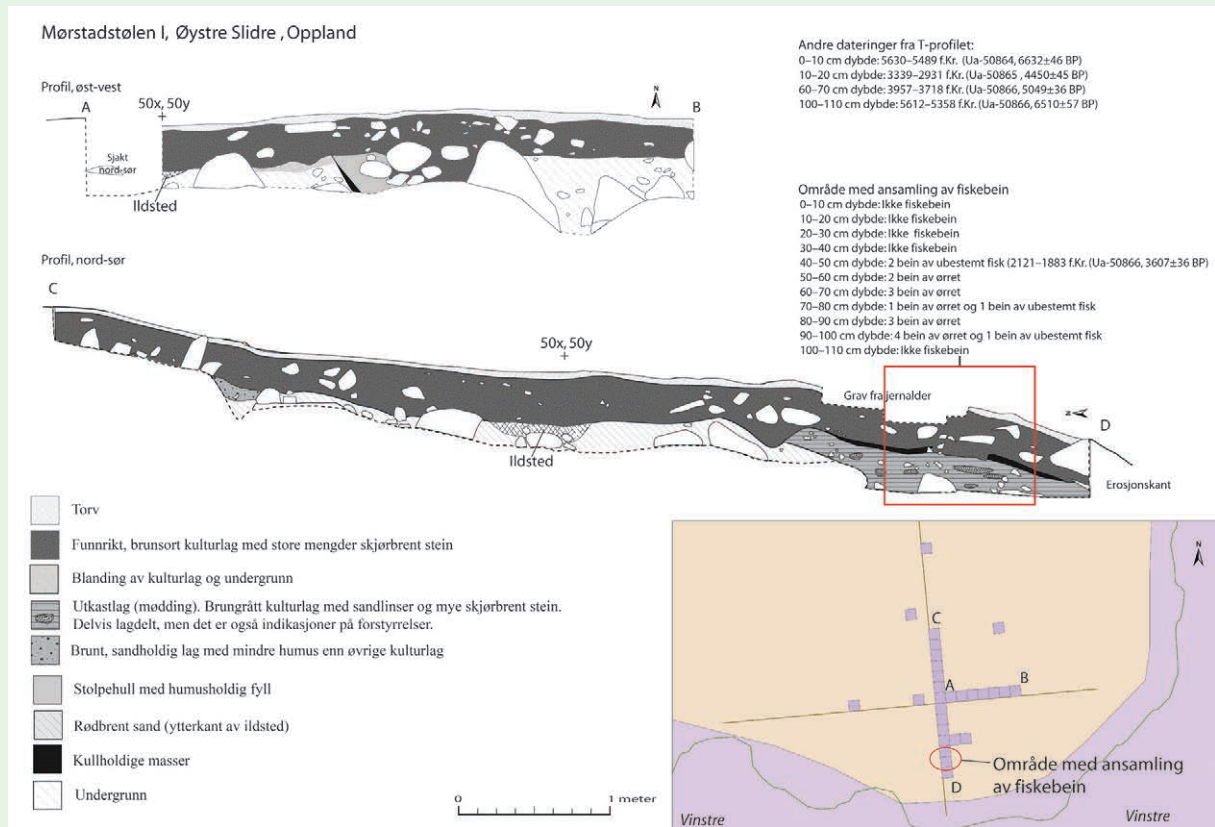 Mørstadstølen I, Øystre Slidre , Oppland
Andre dateringer fra T-profilet:
0–10 cm dybde: 5630–5489 f.Kr. (Ua-50864, 6632±46 BP)
10–20 cm dybde: 3339–2931 f.Kr. (Ua-50865 , 4450±45 BP)
60–70 cm dybde: 3957–3718 f.Kr. (Ua-50866, 5049±36 BP)
100–110 cm dybde: 5612–5358 f.Kr. (Ua-50866, 6510±57 BP)
Profil, øst-vest
A
50x, 50y
N
B
Sjakt
nord-sør
Ildsted
Område med ansamling av fiskebein
0–10 cm dybde: Ikke fiskebein
10–20 cm dybde: Ikke fiskebein
20–30 cm dybde: Ikke fiskebein
30–40 cm dybde: Ikke fiskebein
40–50 cm dybde: 2 bein av ubestemt fisk (2121–1883 f.Kr. (Ua-50866, 3607±36 BP)
50–60 cm dybde: 2 bein av ørret
60–70 cm dybde: 3 bein av ørret
70–80 cm dybde: 1 bein av ørret og 1 bein av ubestemt fisk
80–90 cm dybde: 3 bein av ørret
90–100 cm dybde: 4 bein av ørret og 1 bein av ubestemt fisk
100–110 cm dybde: Ikke fiskebein
Profil, nord-sør
C
50x, 50y
Grav fra jernalder
N
D
Ildsted
Erosjonskant
Torv
Funnrikt, brunsort kulturlag med store mengder skjørbrent stein
Blanding av kulturlag og undergrunn
Utkastlag (mødding). Brungrått kulturlag med sandlinser og mye skjørbrent stein.
Delvis lagdelt, men det er også indikasjoner på forstyrrelser.
Brunt, sandholdig lag med mindre humus enn øvrige kulturlag
Stolpehull med humusholdig fyll
Rødbrent sand (ytterkant av ildsted)
Kullholdige masser
Undergrunn
0
1 meter
N
C
A
B
Område med ansamling
av fiskebein
D
Vinstre
Vinstre